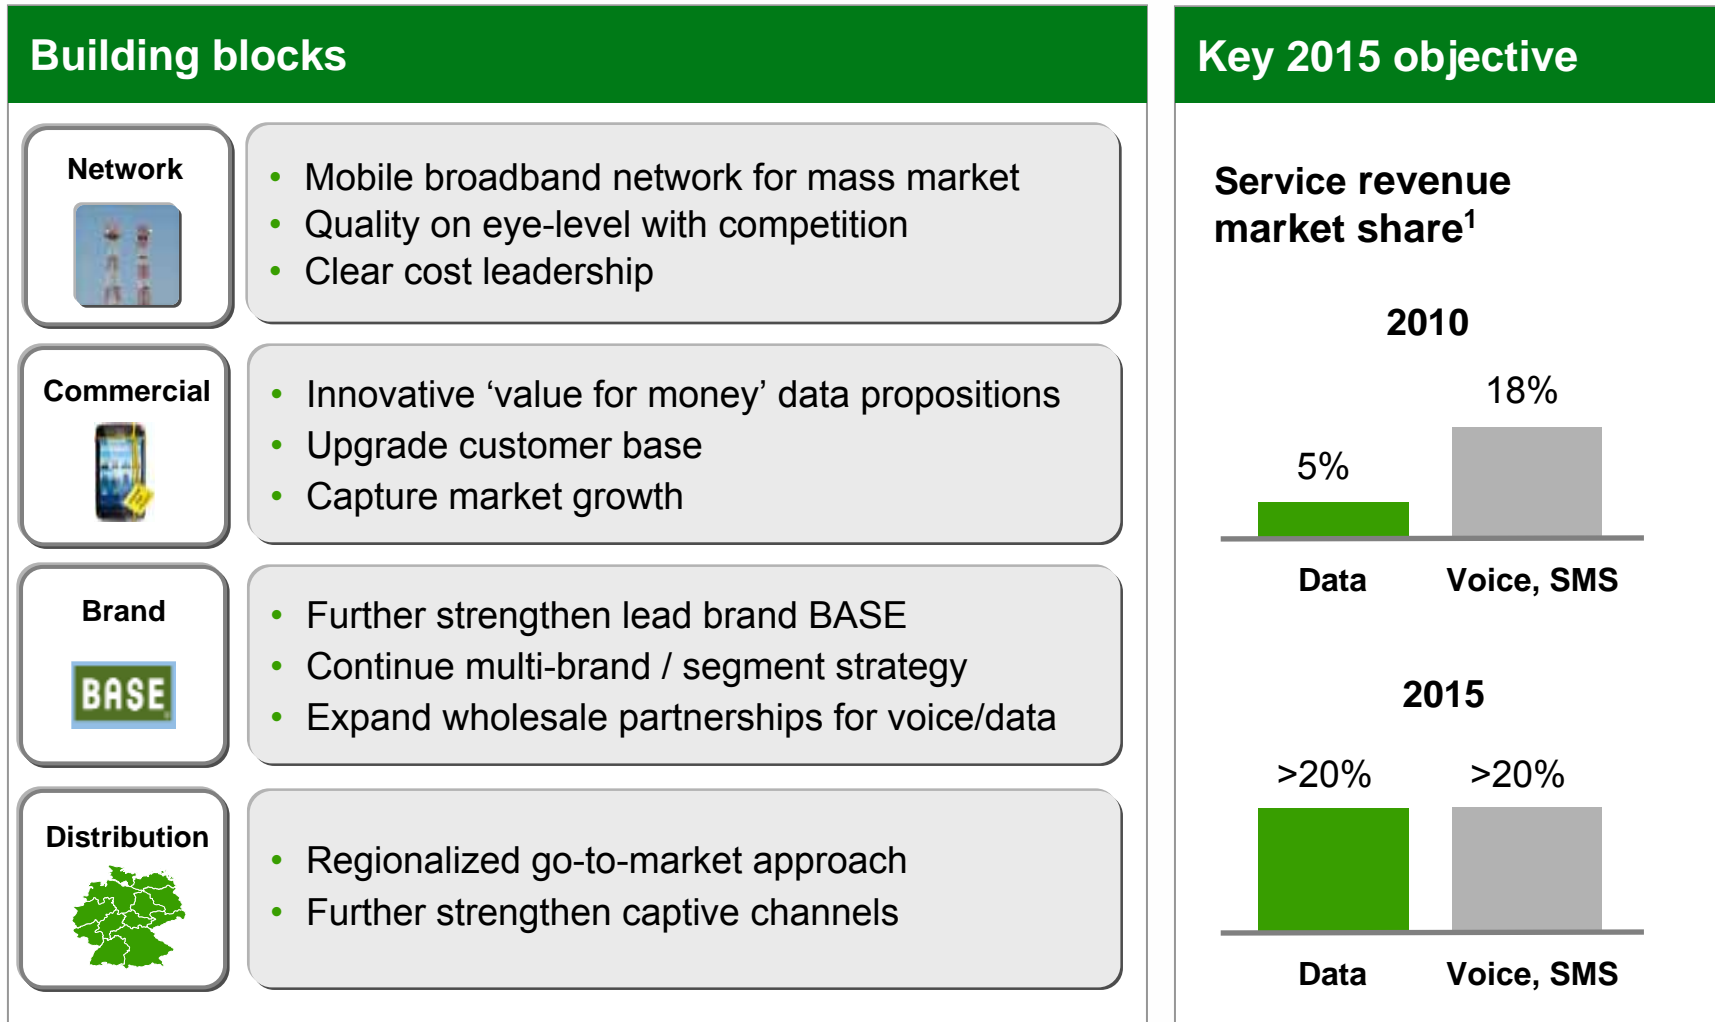 Building blocks
Network
• Mobile broadband network for mass market
• Quality on eye-level with competition
• Clear cost leadership
Commercial
• Innovative ‘value for money’ data propositions
• Upgrade customer base
• Capture market growth
Brand
BASE
• Further strengthen lead brand BASE
• Continue multi-brand / segment strategy
• Expand wholesale partnerships for voice/data
Distribution
• Regionalized go-to-market approach
• Further strengthen captive channels
Key 2015 objective
Service revenue
market share¹
2010
5%
18%
Data
Voice, SMS
2015
>20%
>20%
Data
Voice, SMS